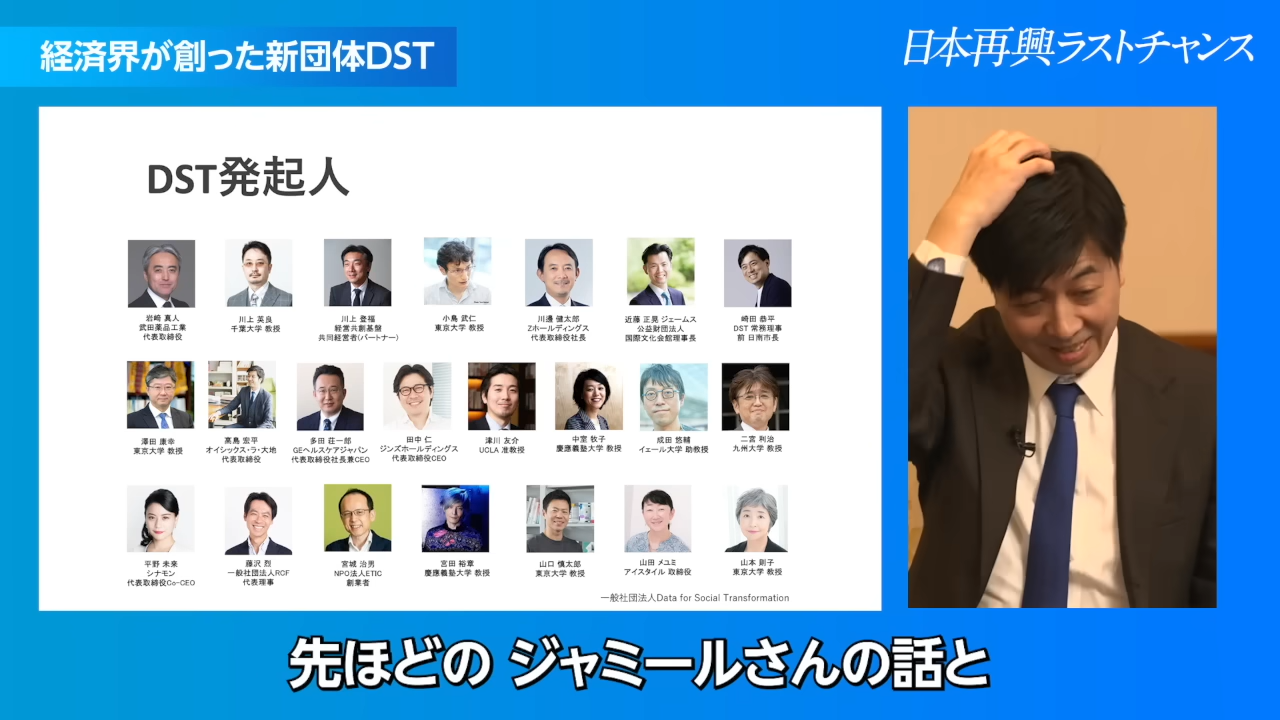 経済界が創った新団体DST
日本再興ラストチャンス
DST発起人
岩崎 真人
武田薬品工業
代表取締役
川上 英良
千葉大学 教授
川上 登福
経営共創基盤
共同経営者(パートナー)
小島 武仁
東京大学 教授
川邊 健太郎
Zホールディングス
代表取締役社長
近藤 正晃 ジェームス
公益財団法人
国際文化会館理事長
崎田 恭平
DST 常務理事
前 日南市長
澤田 康幸
東京大学 教授
高島 宏平
オイシックス・ラ・大地
代表取締役
多田 荘一郎
GEヘルスケアジャパン
代表取締役社長兼CEO
田中 仁
ジンズホールディングス
代表取締役CEO
津川 友介
UCLA 准教授
中室 牧子
慶應義塾大学 教授
成田 悠輔
イェール大学 助教授
二宮 利治
九州大学 教授
平野 未来
シナモン
代表取締役Co-CEO
藤沢 烈
一般社団法人RCF
代表理事
宮城 治男
NPO法人ETIC
創業者
宮田 裕章
慶應義塾大学 教授
山口 慎太郎
東京大学 教授
山田 メユミ
アイスタイル 取締役
山本 則子
東京大学 教授
一般社団法人Data for Social Transformation
先ほどの ジャミールさんの話と